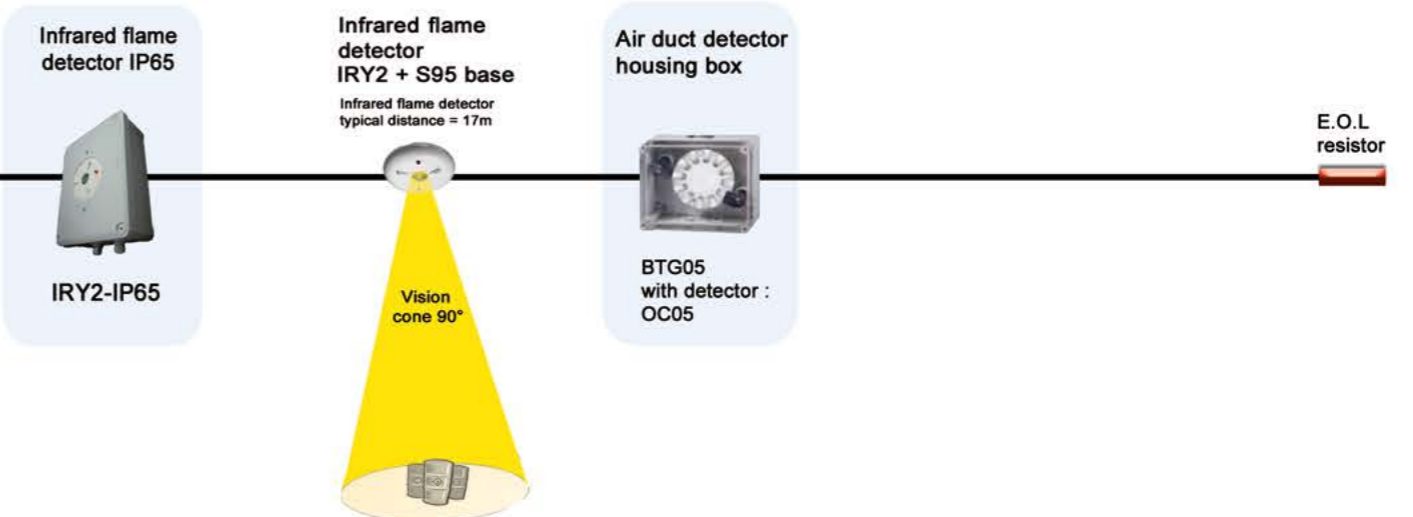 Infrared flame
detector IP65
IRY2-IP65
Infrared flame
detector
IRY2 + S95 base
Infrared flame detector
typical distance = 17m
Vision
cone 90°
Air duct detector
housing box
BTG05
with detector :
OC05
E.O.L
resistor